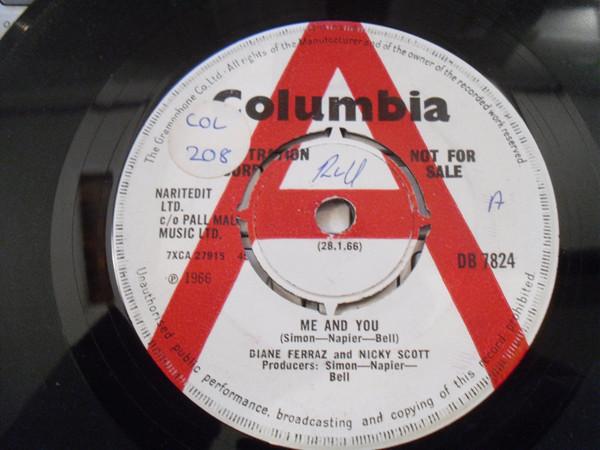 The Gramophone Co. Ltd. · All rights of the Manufacturer and of the owner of the recorded work reserved.
Columbia
COL
208
TRATION
NOT FOR
SALE
NARITEDIT
LTD.
c/o PALL MALL
MUSIC LTD.
A
7XCA 27915 45
(28.1.66)
DB 7824
℗ 1966
ME AND YOU
(Simon—Napier—Bell)
DIANE FERRAZ and NICKY SCOTT
Producers: Simon—Napier—
Bell
Unauthorised public performance, broadcasting and copying of this record prohibited.